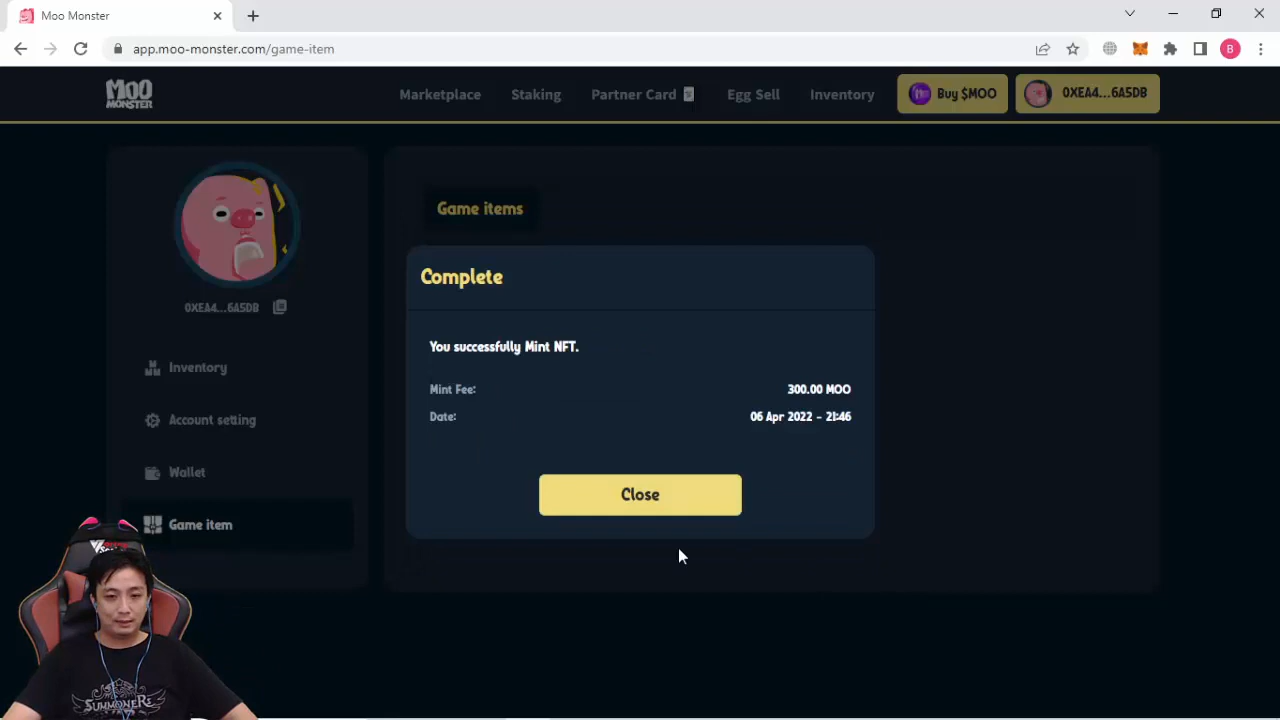 Moo Monster
app.moo-monster.com/game-item
B
MOO
MONSTER
Marketplace
Staking
Partner Card
Egg Sell
Inventory
Buy $MOO
0XEA4...6A5DB
Game items
0XEA4...6A5DB
Inventory
Account setting
Wallet
Game item
Complete
You successfully Mint NFT.
Mint Fee: 300.00 MOO
Date: 06 Apr 2022 - 21:46
Close
SUMMONERS